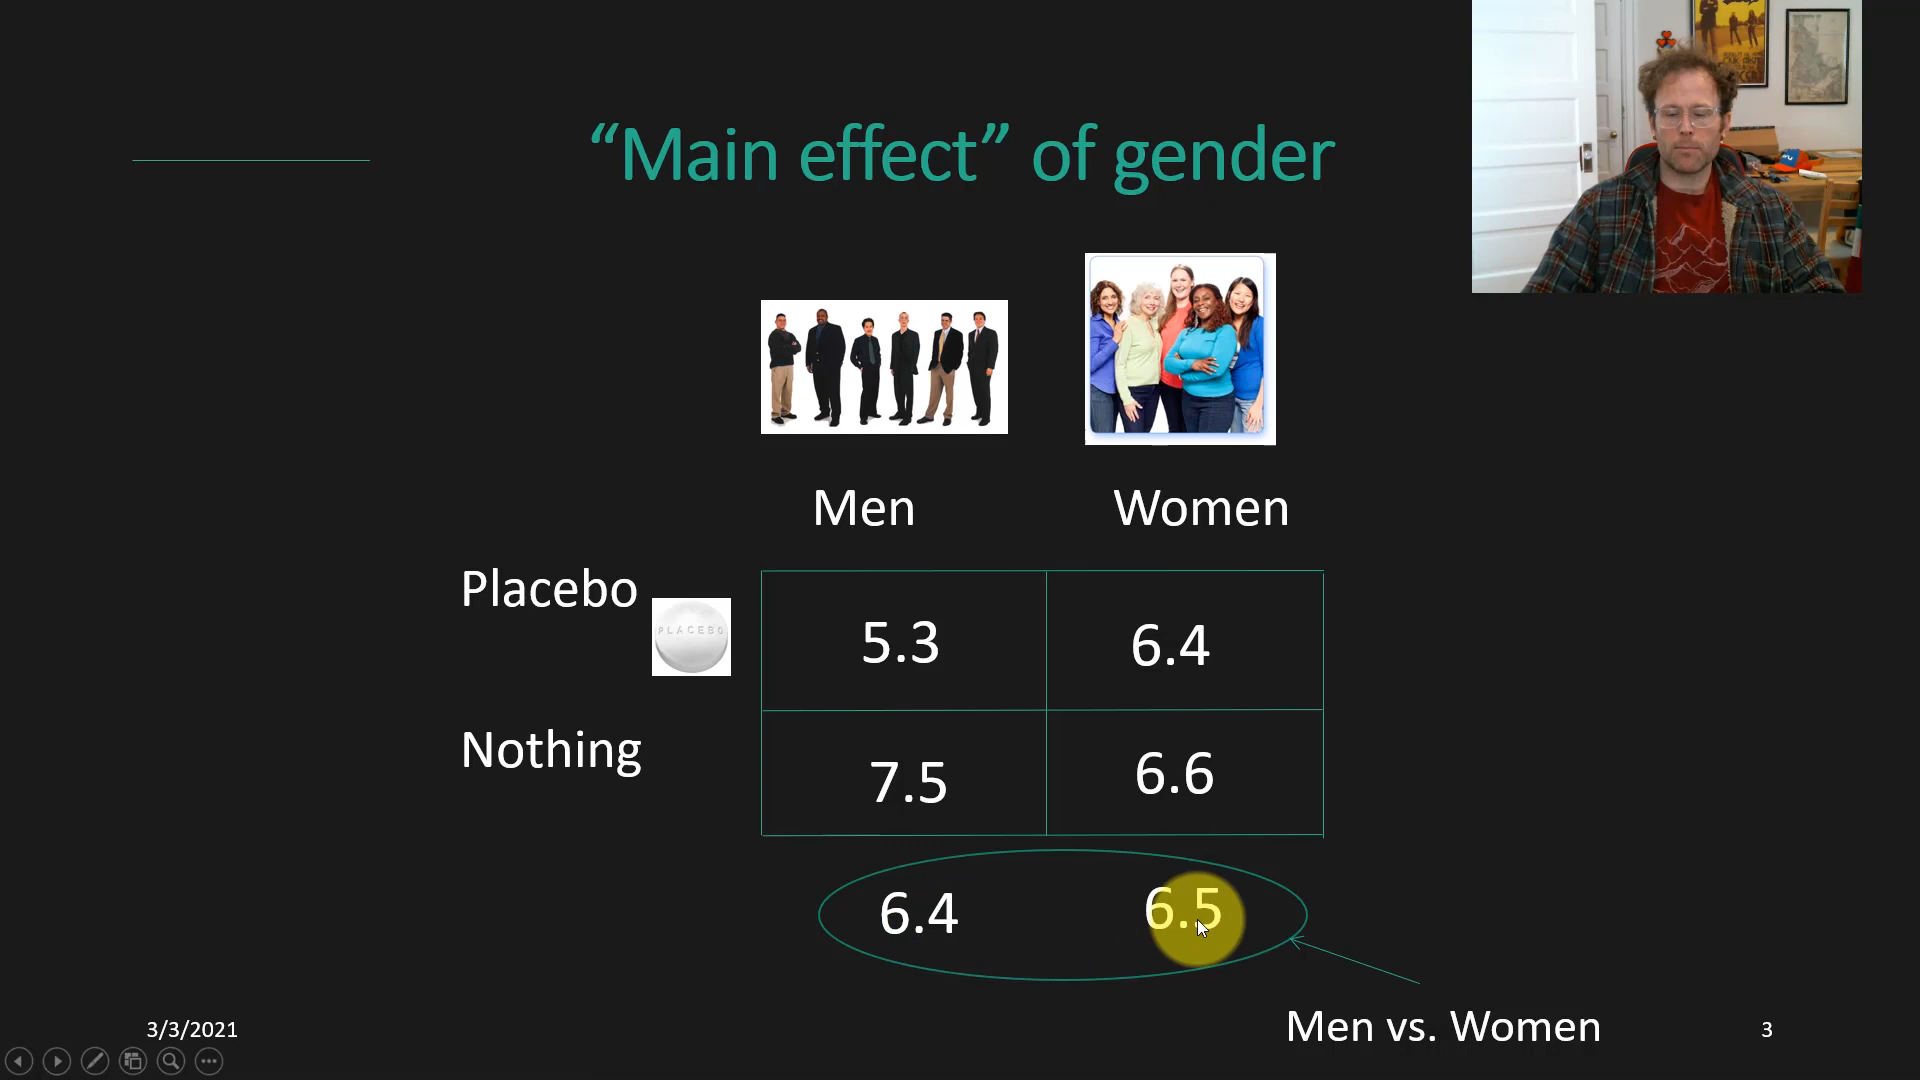 “Main effect” of gender
Men Women
Placebo
PLACEBO
5.3 6.4
Nothing
7.5 6.6
6.4 6.5
Men vs. Women
3/3/2021
3